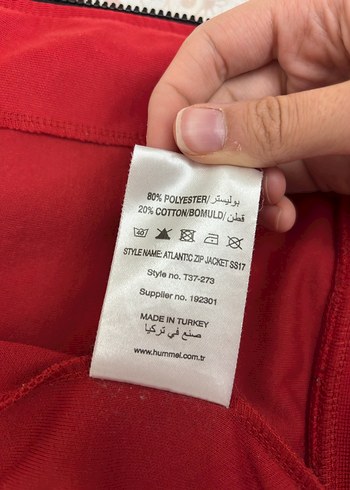 80% POLYESTER/بوليستر
20% COTTON/BOMULD/قطن
STYLE NAME: ATLANTIC ZIP JACKET SS17
Style no. T37-273
Supplier no. 192301
MADE IN TURKEY
صنع في تركيا
www.hummel.com.tr